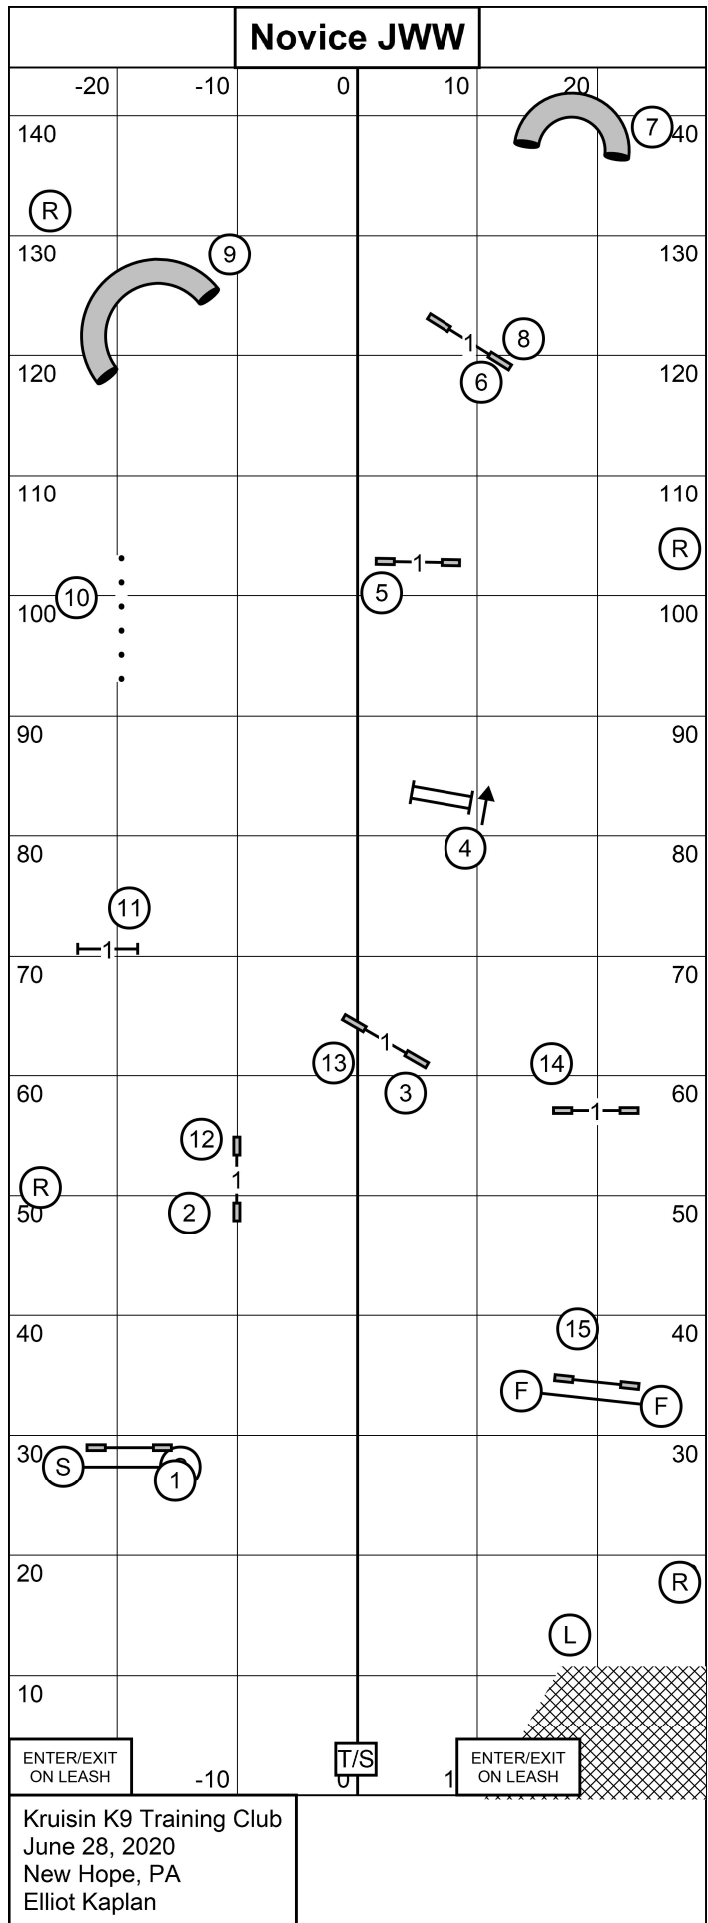 Novice JWW
-20 -10 0 10 20
140 7 40
R
130 9 130
8
1
120 6 120
110 110
R
1
10 5
100 100
90 90
4
80 80
11
1
70 70
1
13 14
3
60 60
1
12
1
R
50 2 50
15
40 40
F F
30 30
S 1
20 20
R
L
10
ENTER/EXIT
ON LEASH
-10
T/S
0
1
ENTER/EXIT
ON LEASH
Kruisin K9 Training Club
June 28, 2020
New Hope, PA
Elliot Kaplan